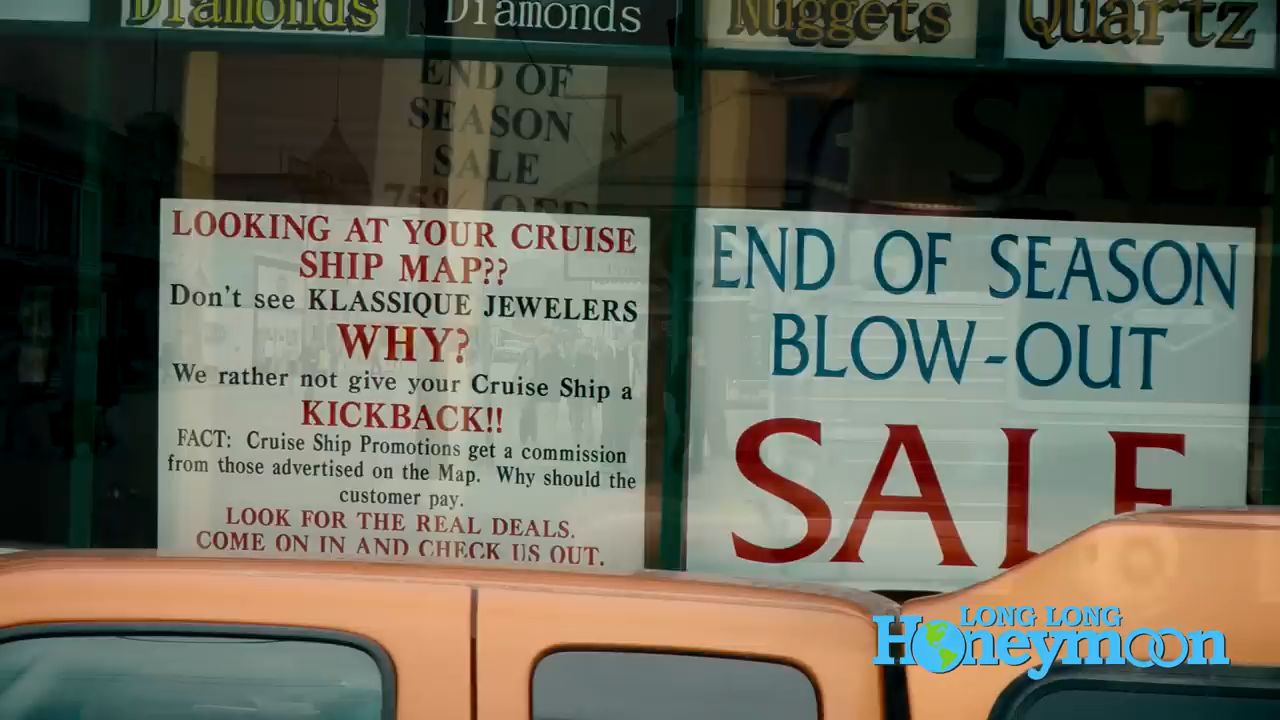 Diamonds
Diamonds
Nuggets
Quartz
END OF
SEASON
SALE
75% OFF
SALE
LOOKING AT YOUR CRUISE
SHIP MAP??
Don't see KLASSIQUE JEWELERS
WHY?
We rather not give your Cruise Ship a
KICKBACK!!
FACT: Cruise Ship Promotions get a commission
from those advertised on the Map. Why should the
customer pay.
LOOK FOR THE REAL DEALS.
COME ON IN AND CHECK US OUT.
END OF SEASON
BLOW-OUT
SALE
LONG LONG
Honeymoon